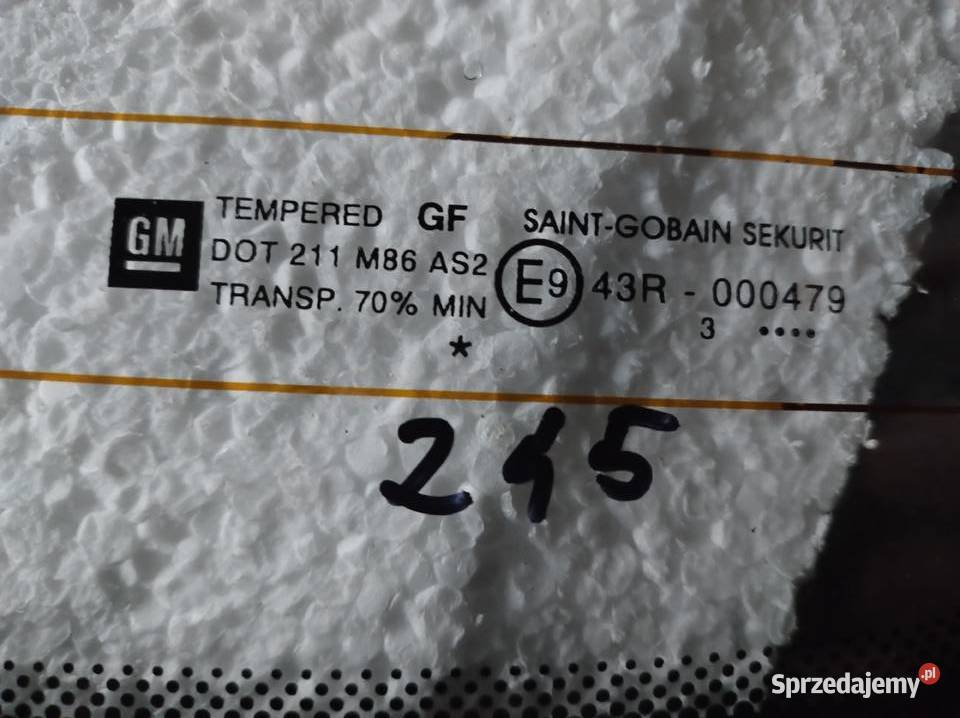 GM
TEMPERED GF
DOT 211 M86 AS2
TRANSP. 70% MIN
*
SAINT-GOBAIN SEKURIT
E9 43R - 000479
3 ••••
245
Sprzedajemy.pl